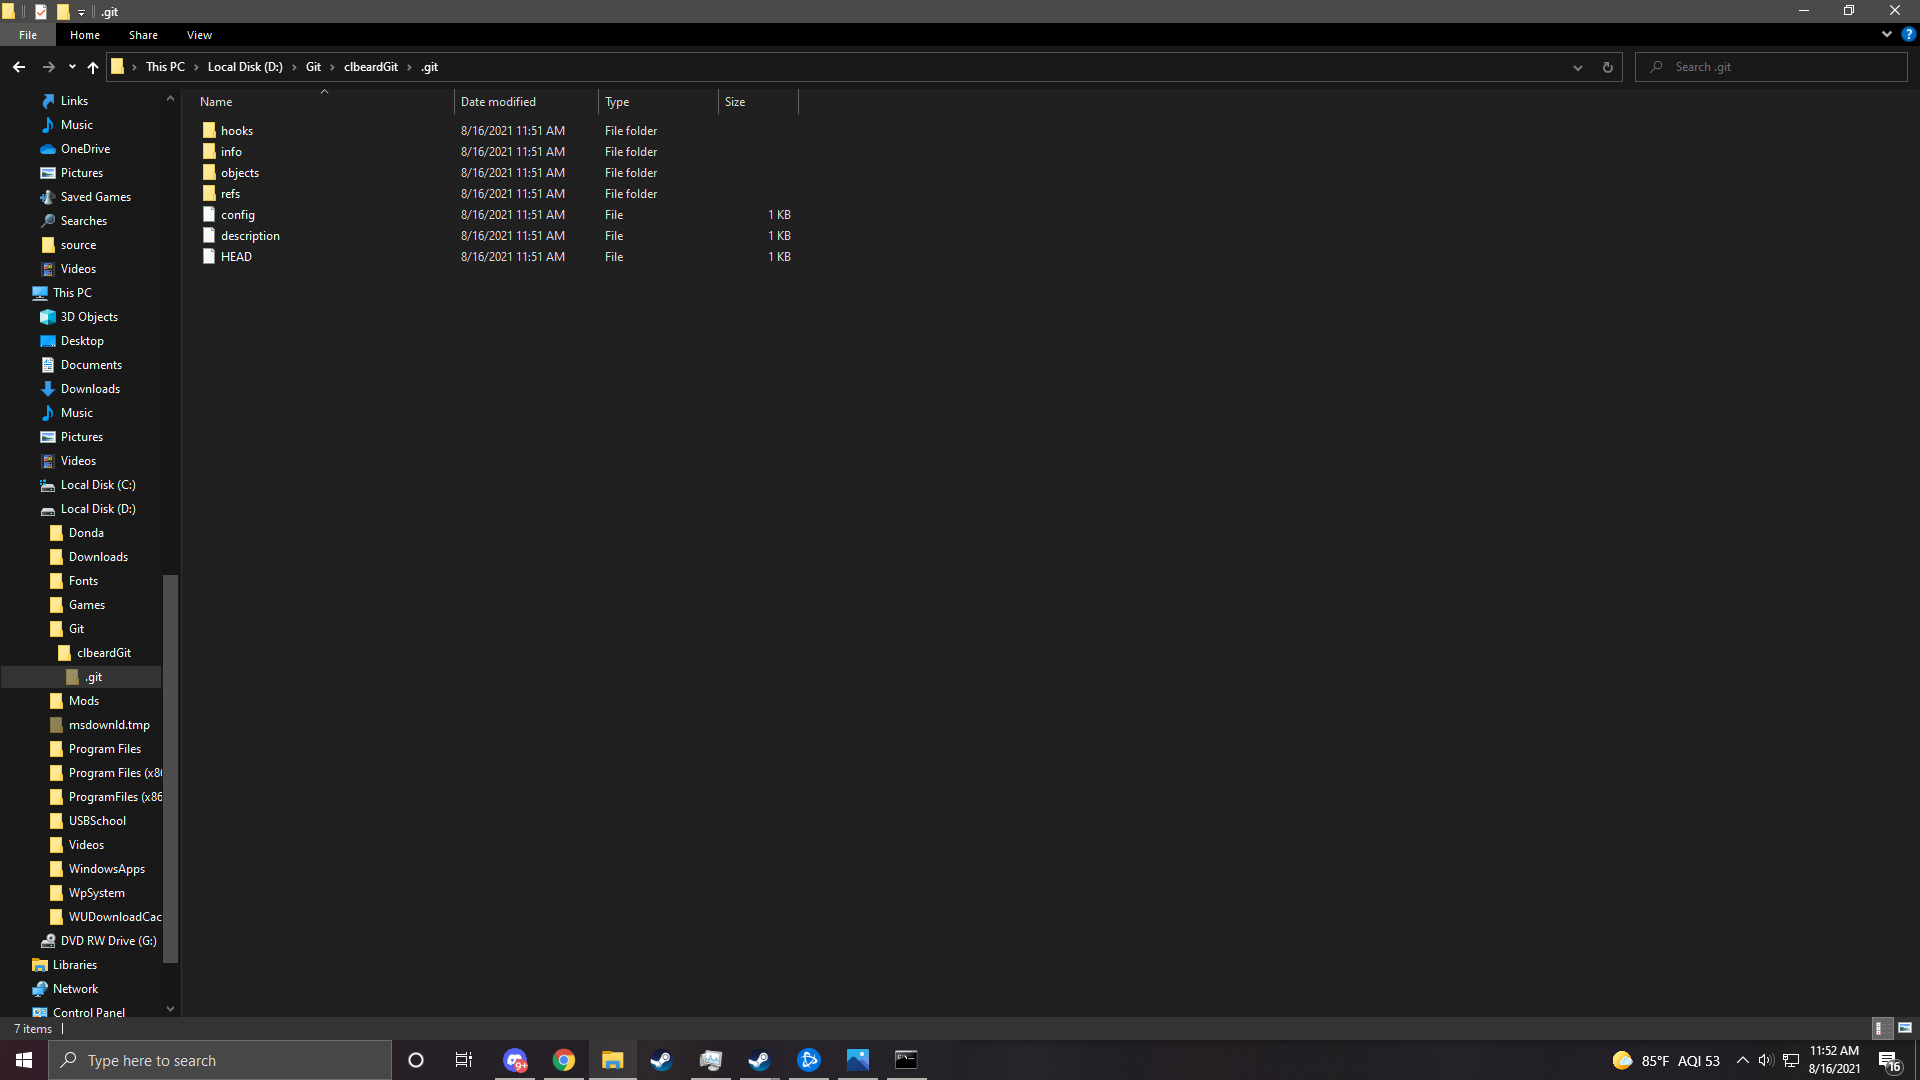 .git
File Home Share View
This PC Local Disk (D:) Git clbeardGit .git
Search .git
Name Date modified Type Size
hooks 8/16/2021 11:51 AM File folder
info 8/16/2021 11:51 AM File folder
objects 8/16/2021 11:51 AM File folder
refs 8/16/2021 11:51 AM File folder
config 8/16/2021 11:51 AM File 1 KB
description 8/16/2021 11:51 AM File 1 KB
HEAD 8/16/2021 11:51 AM File 1 KB
Links
Music
OneDrive
Pictures
Saved Games
Searches
source
Videos
This PC
3D Objects
Desktop
Documents
Downloads
Music
Pictures
Videos
Local Disk (C:)
Local Disk (D:)
Donda
Downloads
Fonts
Games
Git
clbeardGit
.git
Mods
msdownld.tmp
Program Files
Program Files (x86
ProgramFiles (x86
USBSchool
Videos
WindowsApps
WpSystem
WUDownloadCac
DVD RW Drive (G:)
Libraries
Network
Control Panel
7 items
Type here to search
9+
85°F AQI 53
11:52 AM
8/16/2021
16